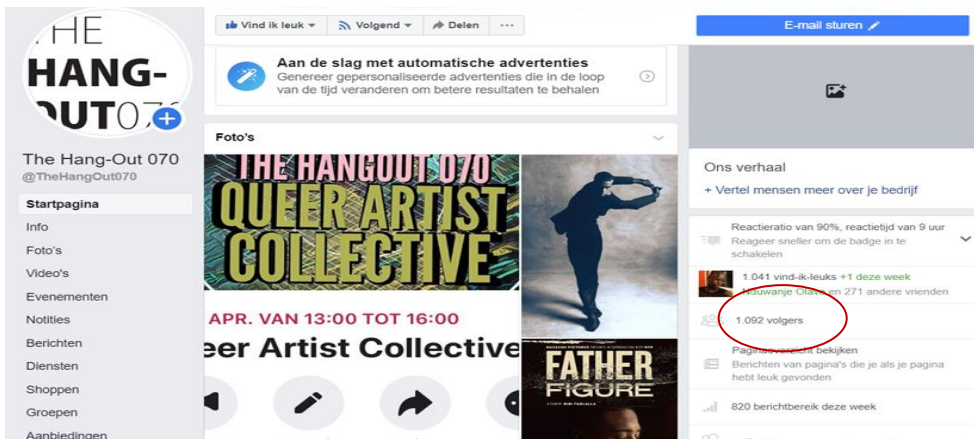 THE
HANG-
OUT070
The Hang-Out 070
@TheHangOut070
Startpagina
Info
Foto's
Video's
Evenementen
Notities
Berichten
Diensten
Shoppen
Groepen
Aanbiedingen
Vind ik leuk
Volgend
Delen
Aan de slag met automatische advertenties
Genereer gepersonaliseerde advertenties die in de loop
van de tijd veranderen om betere resultaten te behalen
Foto's
THE HANGOUT 070
QUEER ARTIST
COLLECTIVE
APR. VAN 13:00 TOT 16:00
eer Artist Collective
FATHER
FIGURE
E-mail sturen
Ons verhaal
+ Vertel mensen meer over je bedrijf
Reactieratio van 90%, reactietijd van 9 uur
Reageer sneller om de badge in te
schakelen
1.041 vind-ik-leuks +1 deze week
Nduwanje Olave en 271 andere vrienden
1.092 volgers
Paginaoverzicht bekijken
Berichten van pagina's die je als je pagina
hebt leuk gevonden
820 berichtbereik deze week